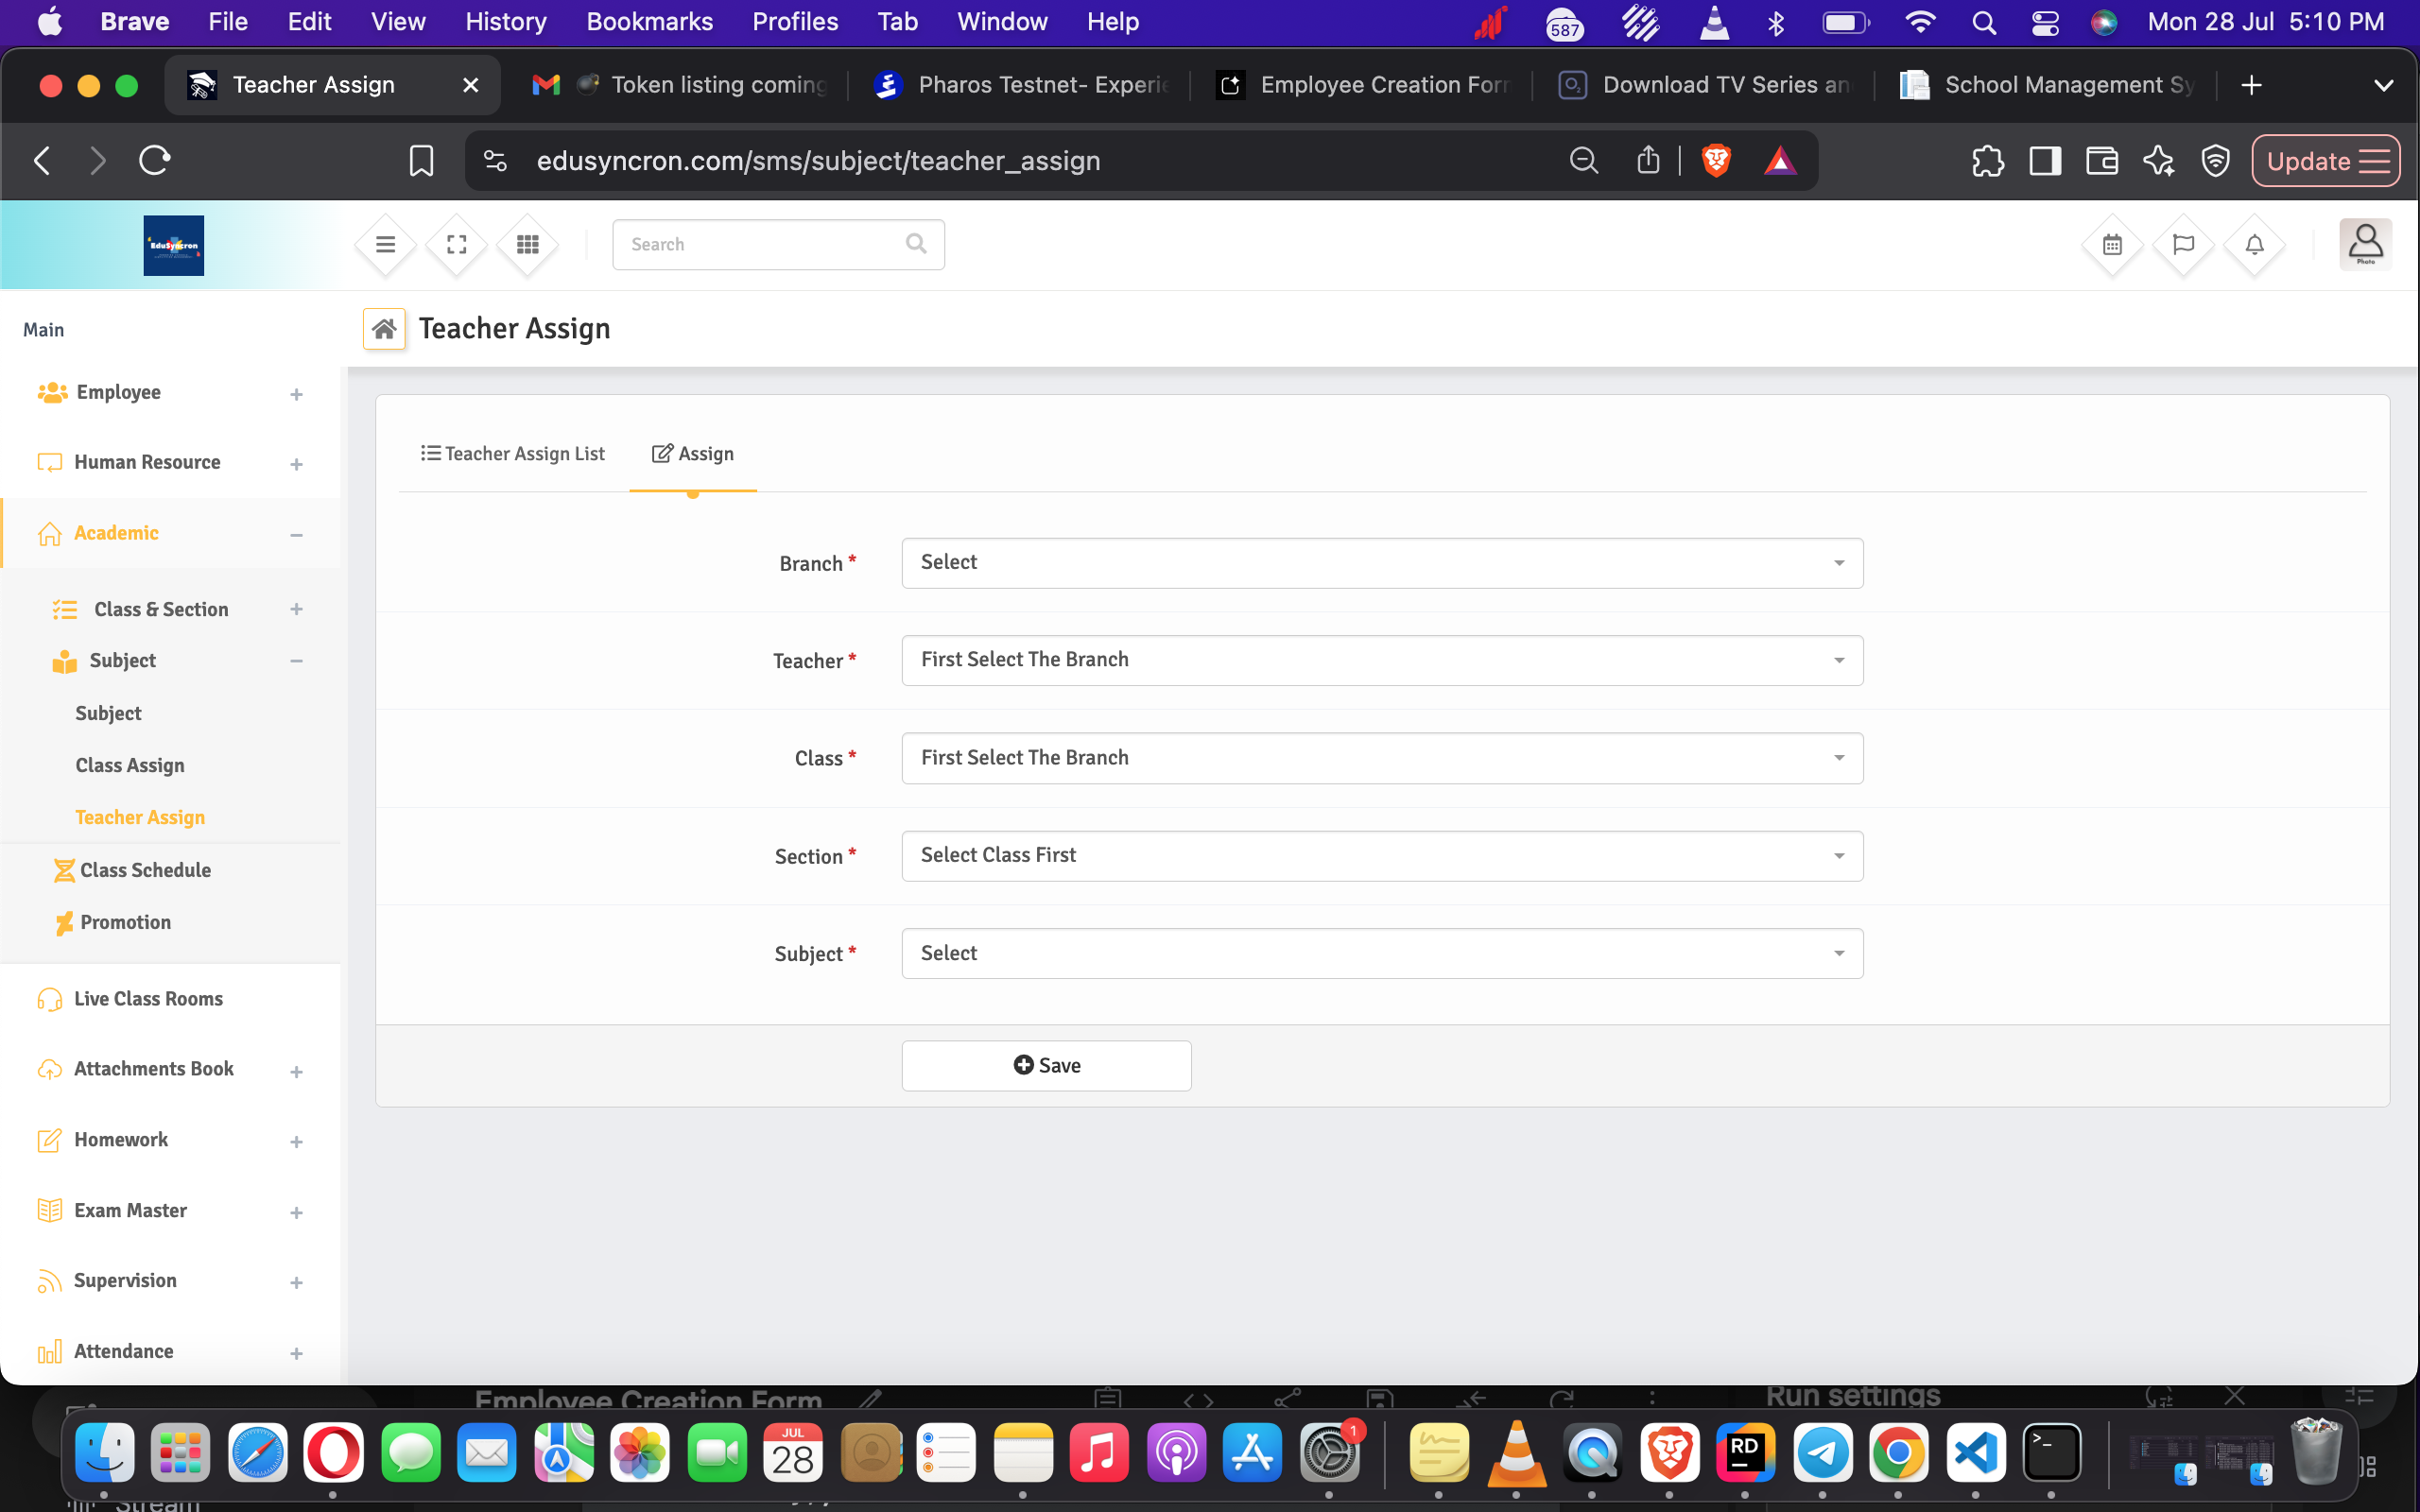 Brave File Edit View History Bookmarks Profiles Tab Window Help 587 Mon 28 Jul 5:10 PM
Teacher Assign Token listing coming Pharos Testnet- Experie Employee Creation Forr Download TV Series an School Management Sy
edusyncron.com/sms/subject/teacher_assign Update
EduSyncron Search Photo
Main
Teacher Assign
Employee
Human Resource
Academic
Class & Section
Subject
Subject
Class Assign
Teacher Assign
Class Schedule
Promotion
Live Class Rooms
Attachments Book
Homework
Exam Master
Supervision
Attendance
Teacher Assign List Assign
Branch * Select
Teacher * First Select The Branch
Class * First Select The Branch
Section * Select Class First
Subject * Select
Save
Employee Creation Form Run settings
JUL
28
1
RD
>_
Stream